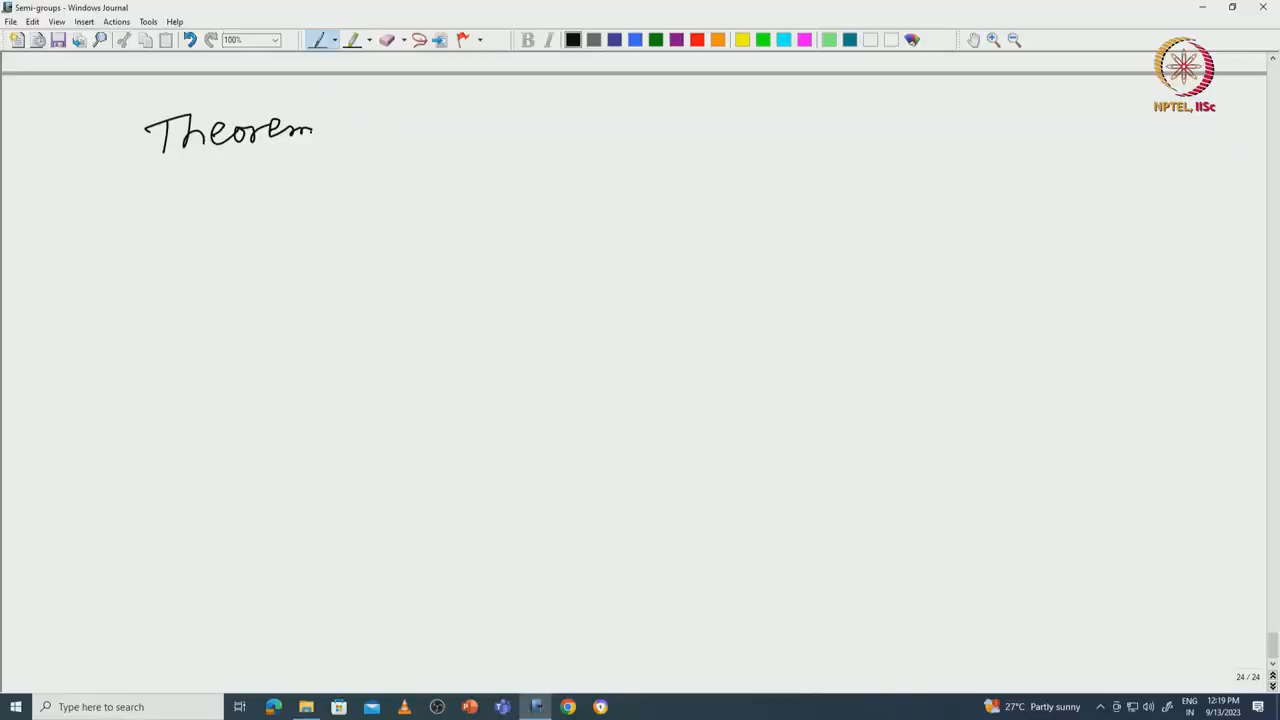 Semi-groups - Windows Journal
File Edit View Insert Actions Tools Help
100%
B I
NPTEL, IISc
Theorem
24 / 24
Type here to search
27°C Partly sunny
ENG
IN
12:19 PM
9/13/2023